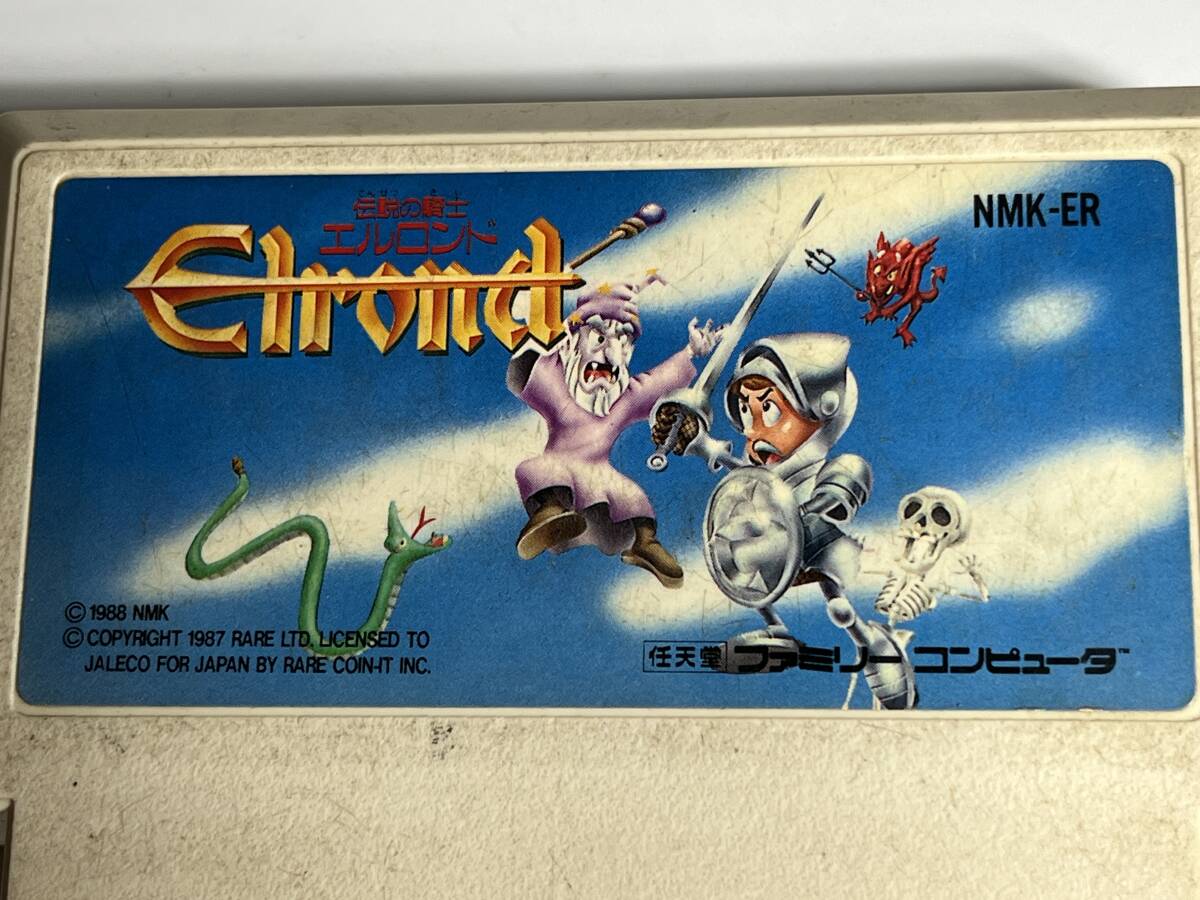 伝説の騎士
エルロンド
Elrond
NMK-ER
© 1988 NMK
© COPYRIGHT 1987 RARE LTD. LICENSED TO
JALECO FOR JAPAN BY RARE COIN-IT INC.
任天堂 ファミリーコンピュータ™